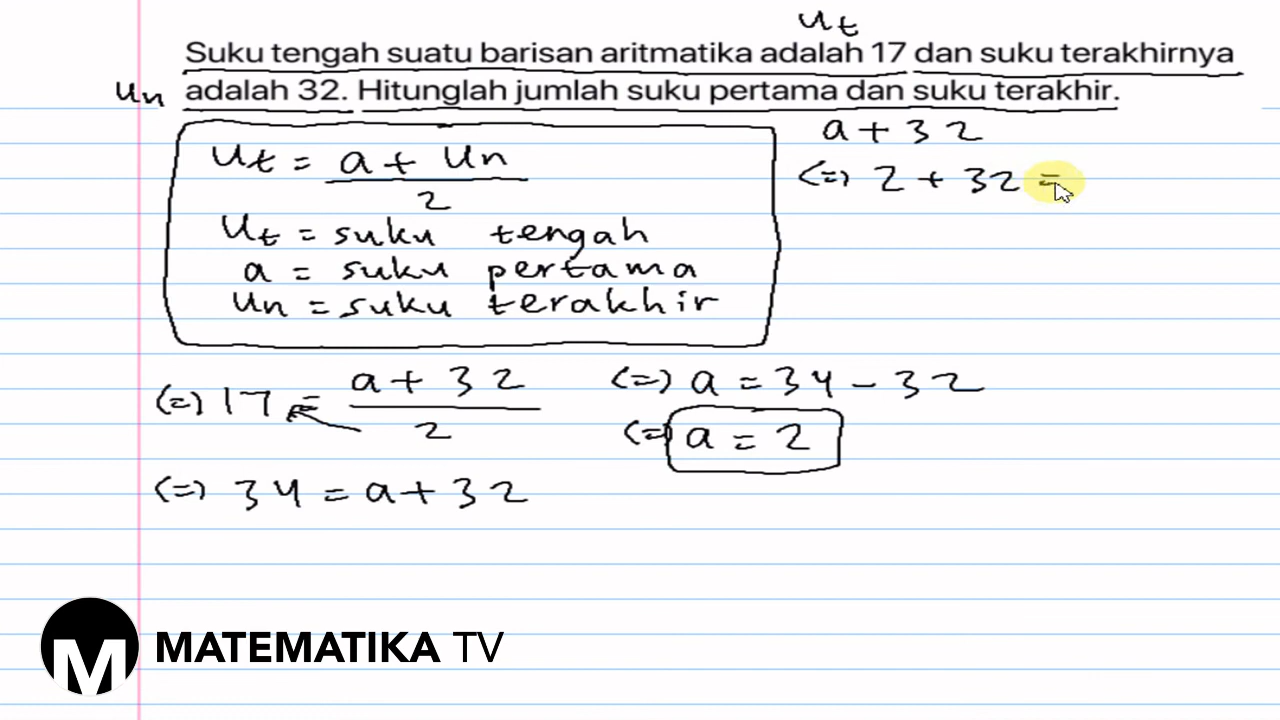 Ut
Suku tengah suatu barisan aritmatika adalah 17 dan suku terakhirnya
Un adalah 32. Hitunglah jumlah suku pertama dan suku terakhir.
Ut = a + Un / 2
Ut = suku tengah
a = suku pertama
Un = suku terakhir
a + 32
(=) 2 + 32 =
(=) 17 = a + 32 / 2
(=) 34 = a + 32
(=) a = 34 - 32
(=) a = 2
M MATEMATIKA TV